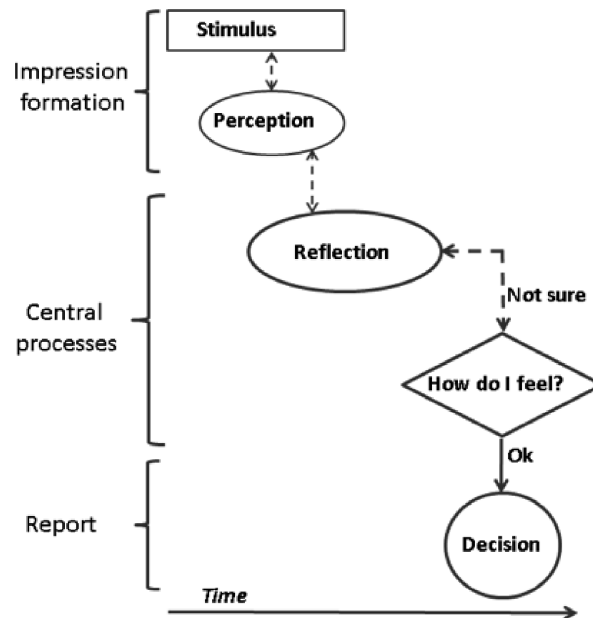 Stimulus
Impression
formation
Perception
Reflection
Not sure
Central
processes
How do I feel?
Ok
Report
Decision
Time